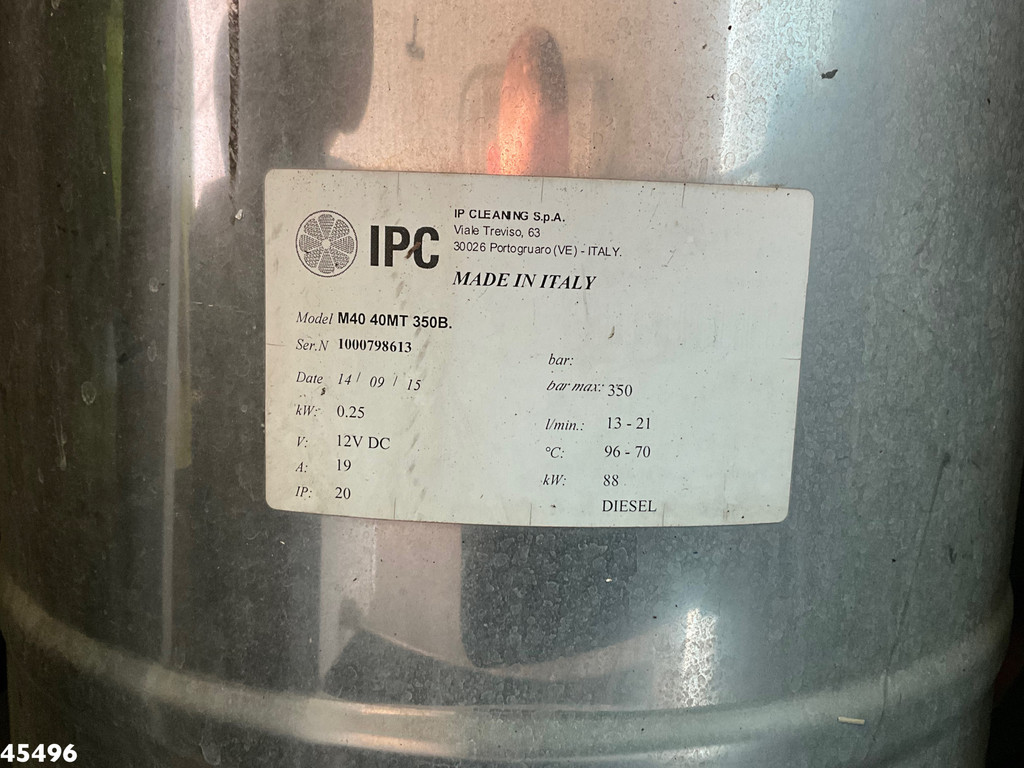 IPC
IP CLEANING S.p.A.
Viale Treviso, 63
30026 Portogruaro (VE) - ITALY.
MADE IN ITALY
Model M40 40MT 350B.
Ser.N 1000798613
Date 14 / 09 / 15
kW: 0.25
V: 12V DC
A: 19
IP: 20
bar:
bar max: 350
l/min.: 13 - 21
°C: 96 - 70
kW: 88
DIESEL
45496